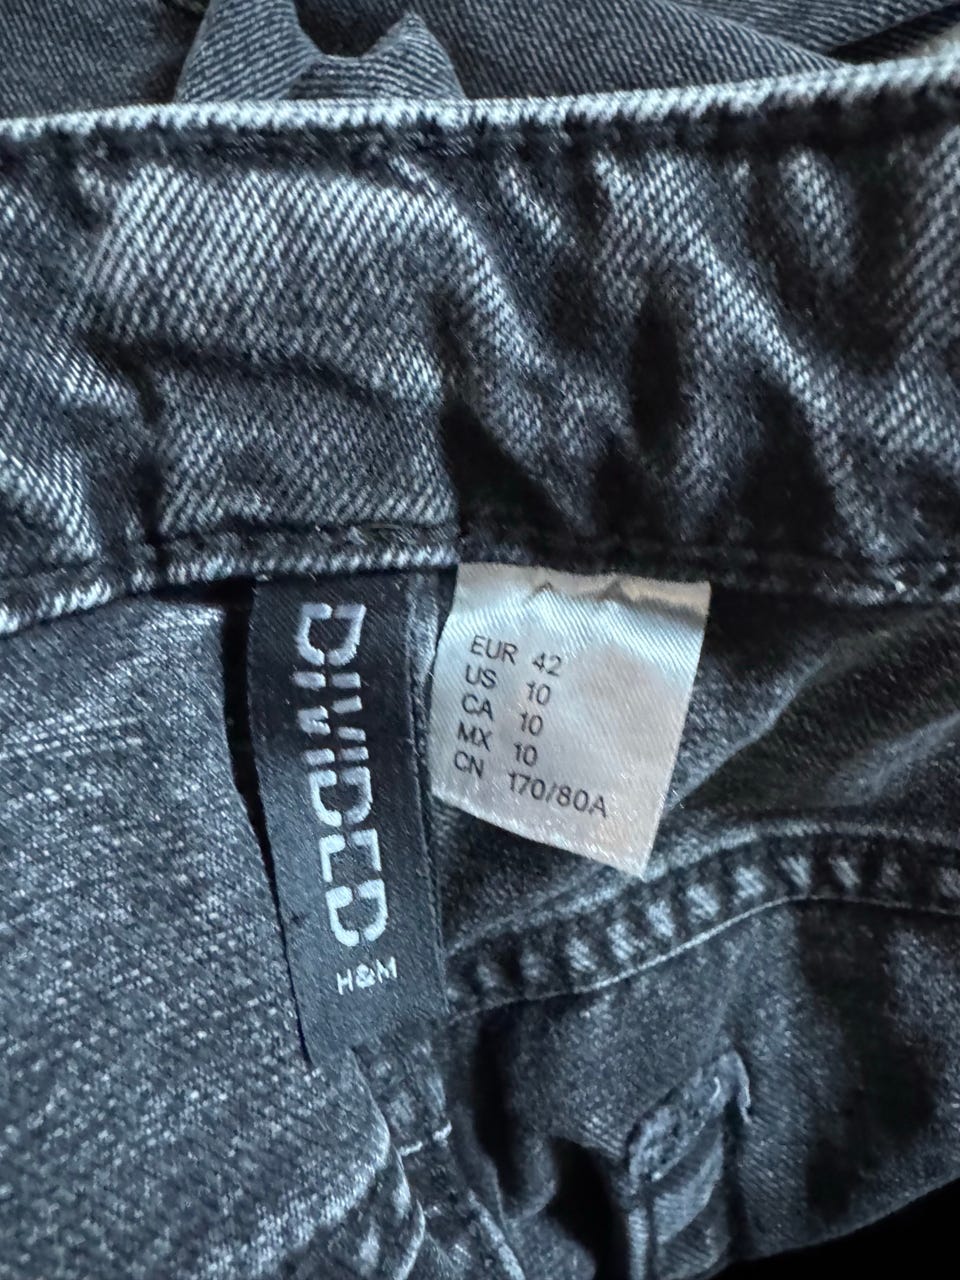 DIVIDED
H&M
EUR 42
US 10
CA 10
MX 10
CN 170/80A